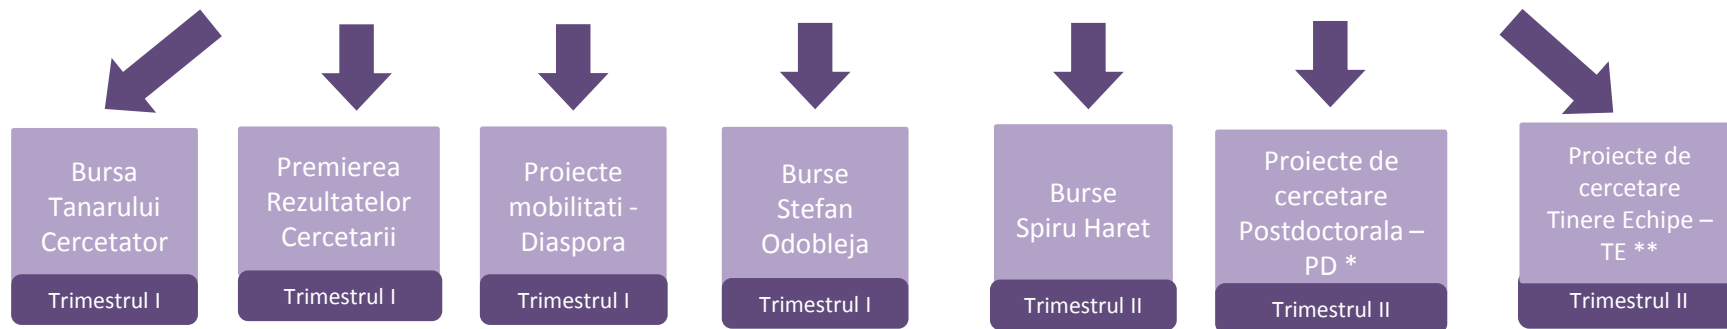 Bursa
Tanarului
Cercetator
Trimestrul I
Premierea
Rezultatelor
Cercetarii
Trimestrul I
Proiecte
mobilitati -
Diaspora
Trimestrul I
Burse
Stefan
Odobleja
Trimestrul I
Burse
Spiru Haret
Trimestrul II
Proiecte de
cercetare
Postdoctorala –
PD *
Trimestrul II
Proiecte de
cercetare
Tinere Echipe –
TE **
Trimestrul II